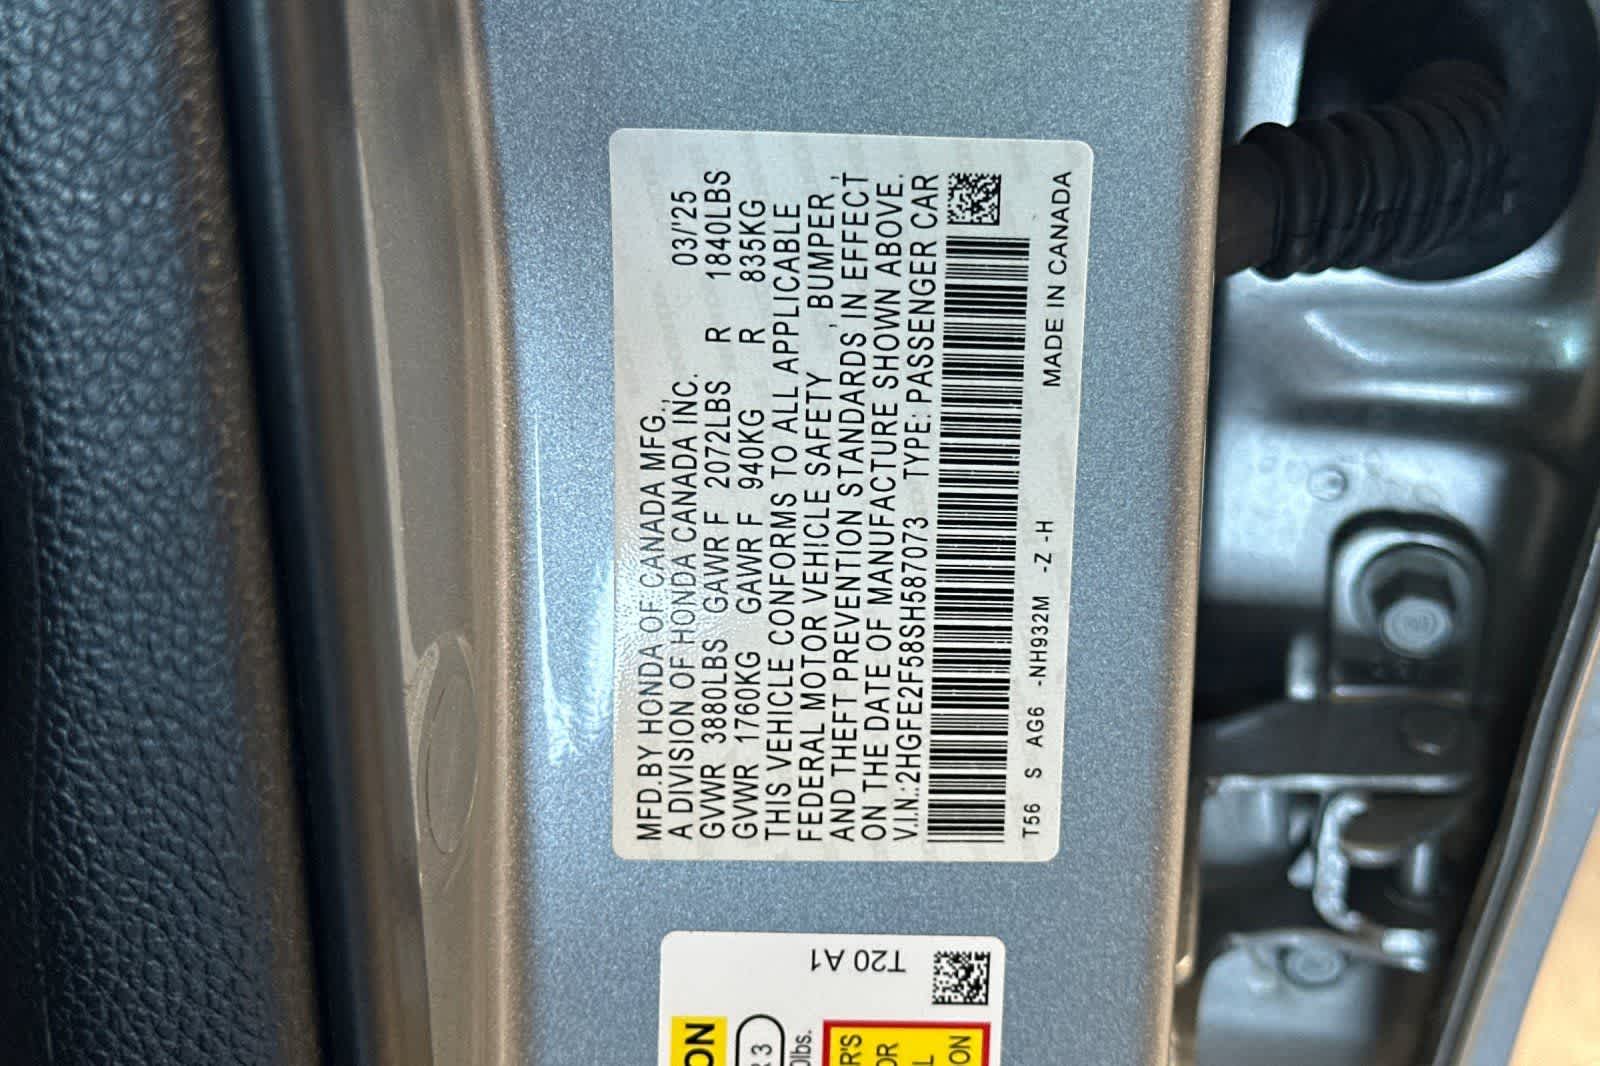 MFD.BY HONDA OF CANADA MFG.,
A DIVISION OF HONDA CANADA INC. 03/'25
GVWR 3880LBS GAWR F 2072LBS R 1840LBS
GVWR 1760KG GAWR F 940KG R 835KG
THIS VEHICLE CONFORMS TO ALL APPLICABLE
FEDERAL MOTOR VEHICLE SAFETY , BUMPER ,
AND THEFT PREVENTION STANDARDS IN EFFECT
ON THE DATE OF MANUFACTURE SHOWN ABOVE.
V.I.N.:2HGFE2F58SH587073 TYPE: PASSENGER CAR
T56 S AG6 -NH932M -Z -H MADE IN CANADA
T20 A1